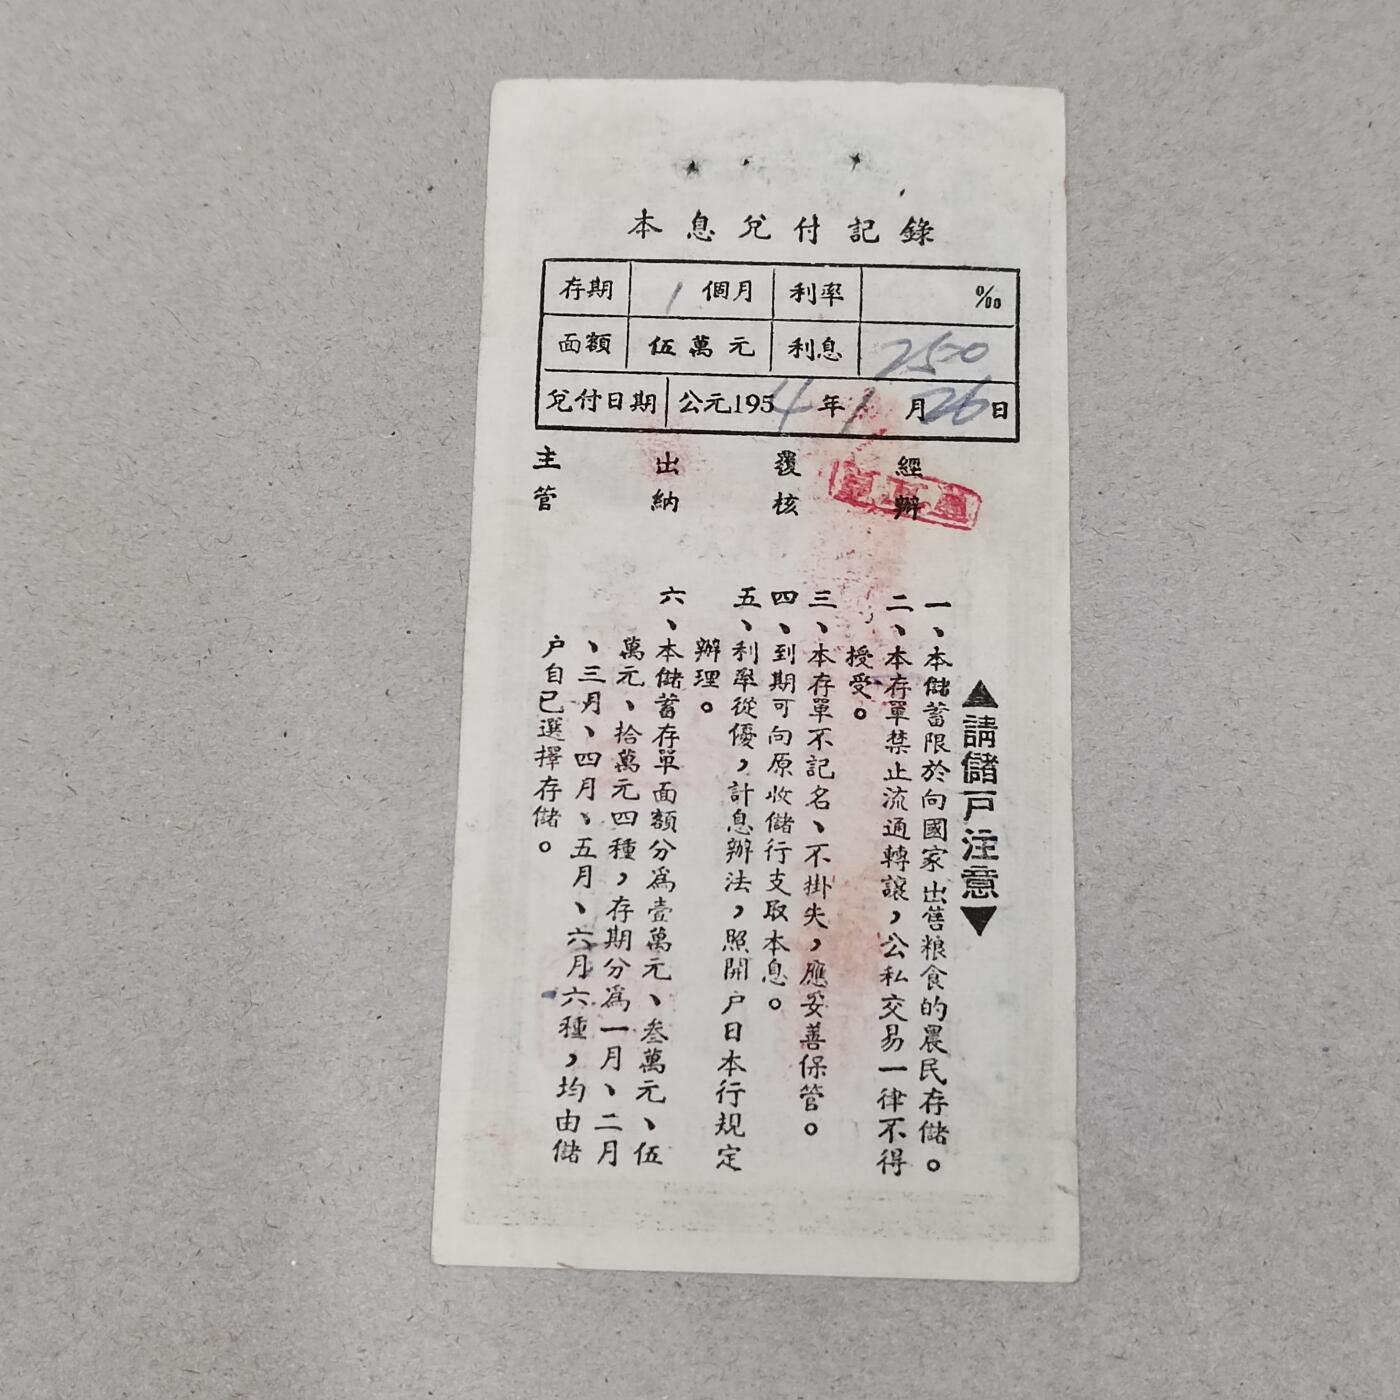 本息兌付記錄
存期 1 個月 利率 ‰
面額 伍萬元 利息 250
兌付日期 公元1954年1月26日
主管 出納 覆核 經辦
▲請儲戸注意▼
一、本儲蓄限於向國家出售粮食的農民存儲。
二、本存單禁止流通轉讓，公私交易一律不得
授受。
三、本存單不記名、不掛失，應妥善保管。
四、到期可向原收儲行支取本息。
五、利率從優，計息辦法，照開戶日本行規定
辦理。
六、本儲蓄存單面額分爲壹萬元、叁萬元、伍
萬元、拾萬元四種，存期分爲一月、二月
、三月、四月、五月、六月六種，均由儲
戶自己選擇存儲。